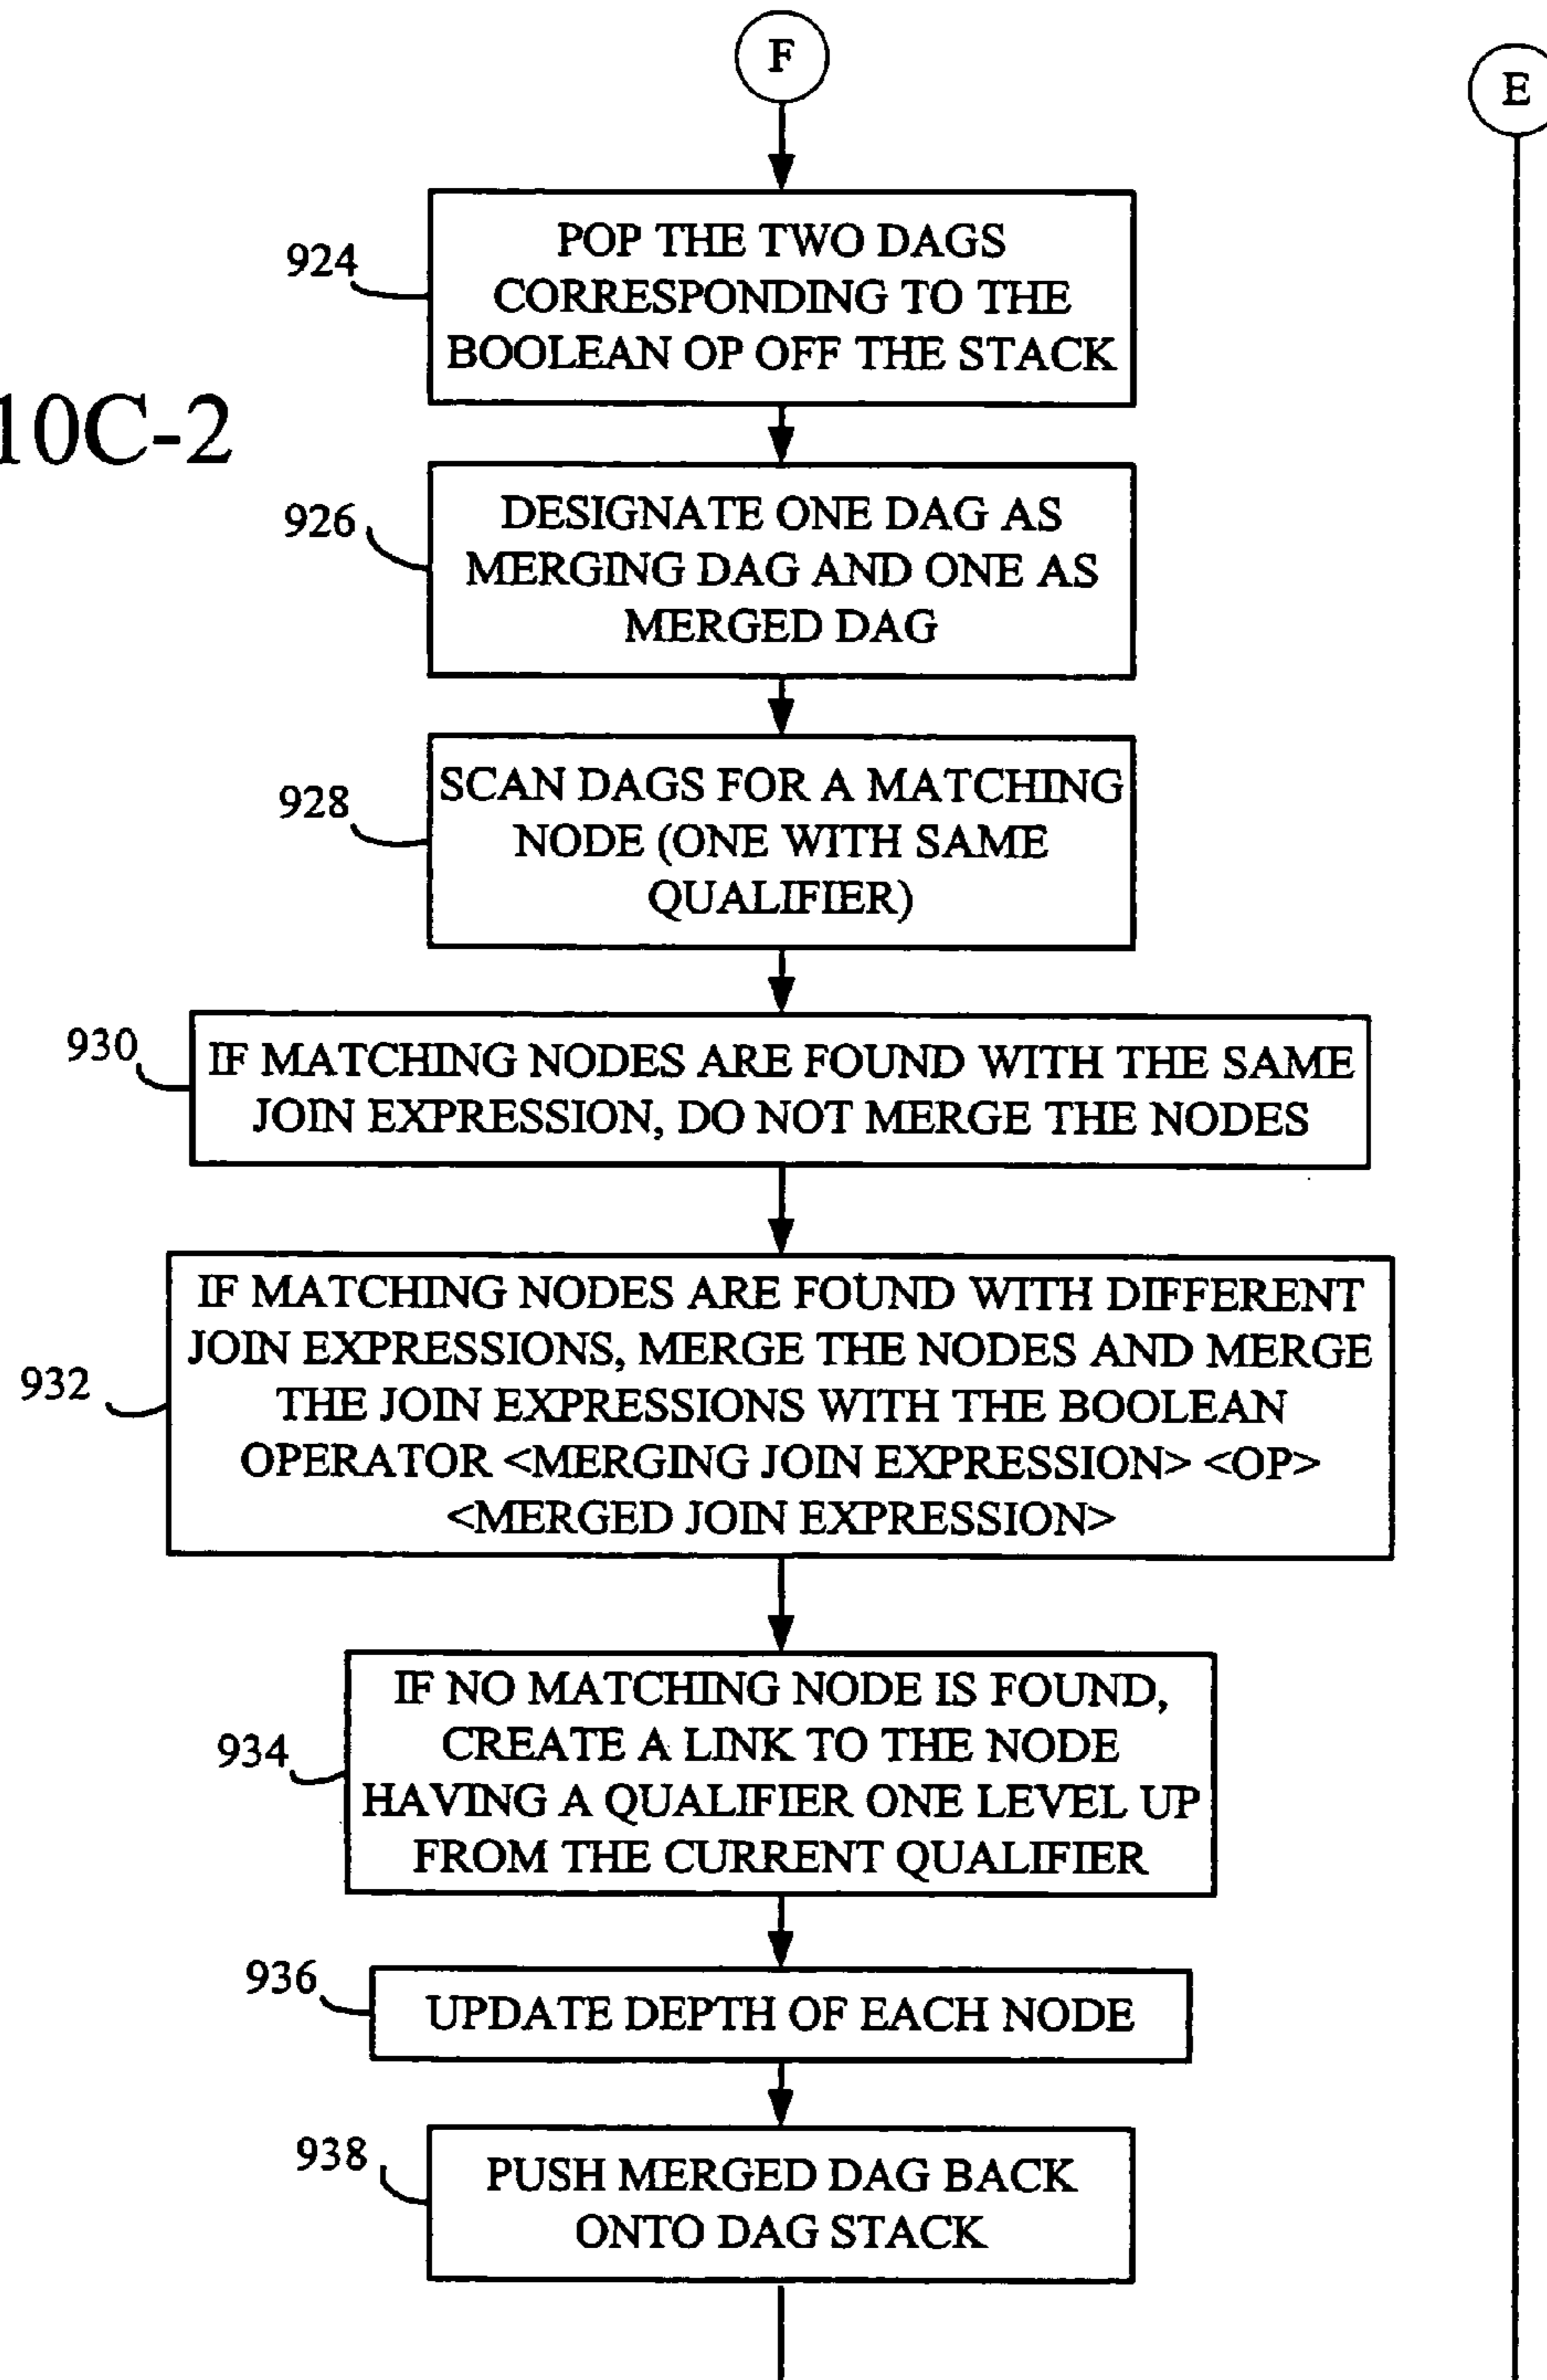 F
E
924
POP THE TWO DAGS
CORRESPONDING TO THE
BOOLEAN OP OFF THE STACK
10C-2
926
DESIGNATE ONE DAG AS
MERGING DAG AND ONE AS
MERGED DAG
928
SCAN DAGS FOR A MATCHING
NODE (ONE WITH SAME
QUALIFIER)
930
IF MATCHING NODES ARE FOUND WITH THE SAME
JOIN EXPRESSION, DO NOT MERGE THE NODES
932
IF MATCHING NODES ARE FOUND WITH DIFFERENT
JOIN EXPRESSIONS, MERGE THE NODES AND MERGE
THE JOIN EXPRESSIONS WITH THE BOOLEAN
OPERATOR <MERGING JOIN EXPRESSION> <OP>
<MERGED JOIN EXPRESSION>
934
IF NO MATCHING NODE IS FOUND,
CREATE A LINK TO THE NODE
HAVING A QUALIFIER ONE LEVEL UP
FROM THE CURRENT QUALIFIER
936
UPDATE DEPTH OF EACH NODE
938
PUSH MERGED DAG BACK
ONTO DAG STACK